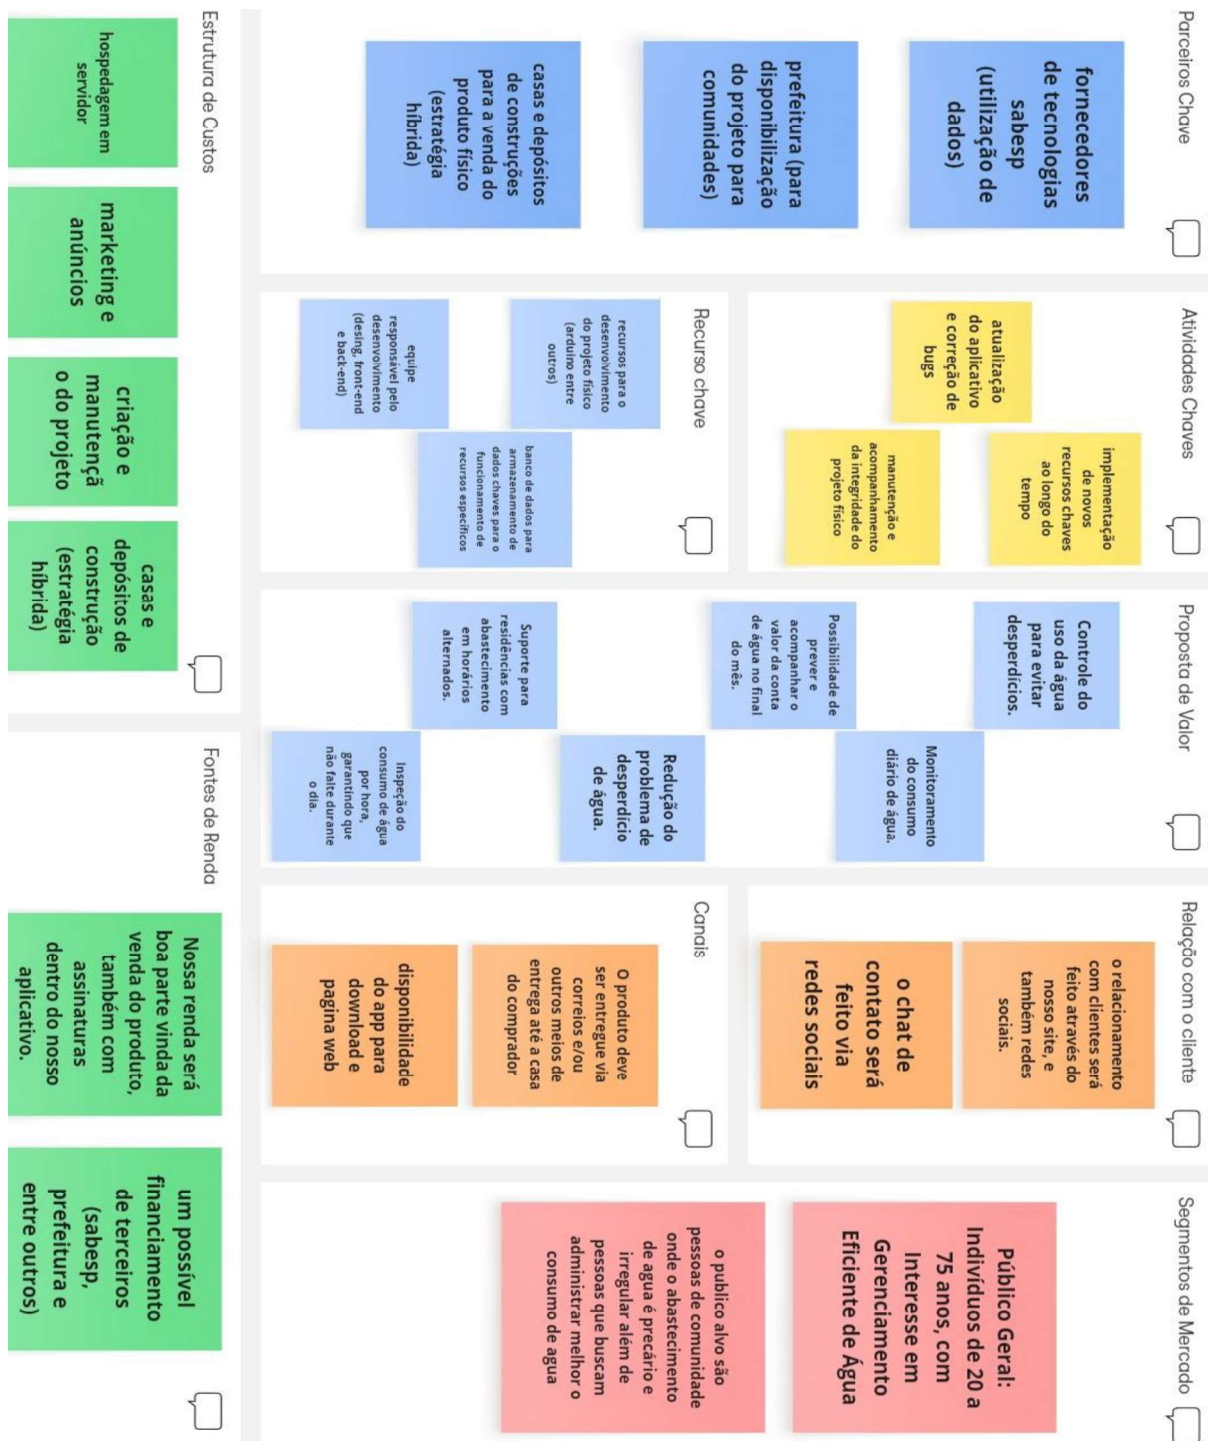 Parceiros Chave
fornecedores
de tecnologias
sabesp
(utilização de
dados)
prefeitura (para
disponibilização
do projeto para
comunidades)
casas e depósitos
de construções
para a venda do
produto físico
(estratégia
híbrida)
Atividades Chaves
atualização
do aplicativo
e correção de
bugs
implementação
de novos
recursos chaves
ao longo do
tempo
manutenção e
acompanhamento
da integridade do
projeto físico
Recurso chave
recursos para o
desenvolvimento
do projeto físico
(arduino entre
outros)
equipe
responsável pelo
desenvolvimento
(desing, front-end
e back-end)
banco de dados para
armazenamento de
dados chaves para o
funcionamento de
recursos específicos
Proposta de Valor
Controle do
uso da água
para evitar
desperdícios.
Monitoramento
do consumo
diário de água.
Possibilidade de
prever e
acompanhar o
valor da conta
de água no final
do mês.
Redução do
problema de
desperdício
de água.
Suporte para
residências com
abastecimento
em horários
alternados.
Inspeção do
consumo de água
por hora,
garantindo que
não falte durante
o dia.
Relação com o cliente
o relacionamento
com clientes será
feito através do
nosso site, e
também redes
sociais.
o chat de
contato será
feito via
redes sociais
Canais
O produto deve
ser entregue via
correios e/ou
outros meios de
entrega até a casa
do comprador
disponibilidade
do app para
download e
pagina web
Segmentos de Mercado
Público Geral:
Indivíduos de 20 a
75 anos, com
Interesse em
Gerenciamento
Eficiente de Água
o publico alvo são
pessoas de comunidade
onde o abastecimento
de agua é precário e
irregular além de
pessoas que buscam
administrar melhor o
consumo de agua
Estrutura de Custos
hospedagem em
servidor
marketing e
anúncios
criação e
manutençã
o do projeto
casas e
depósitos de
construção
(estratégia
híbrida)
Fontes de Renda
Nossa renda será
boa parte vinda da
venda do produto,
também com
assinaturas
dentro do nosso
aplicativo.
um possível
financiamento
de terceiros
(sabesp,
prefeitura e
entre outros)